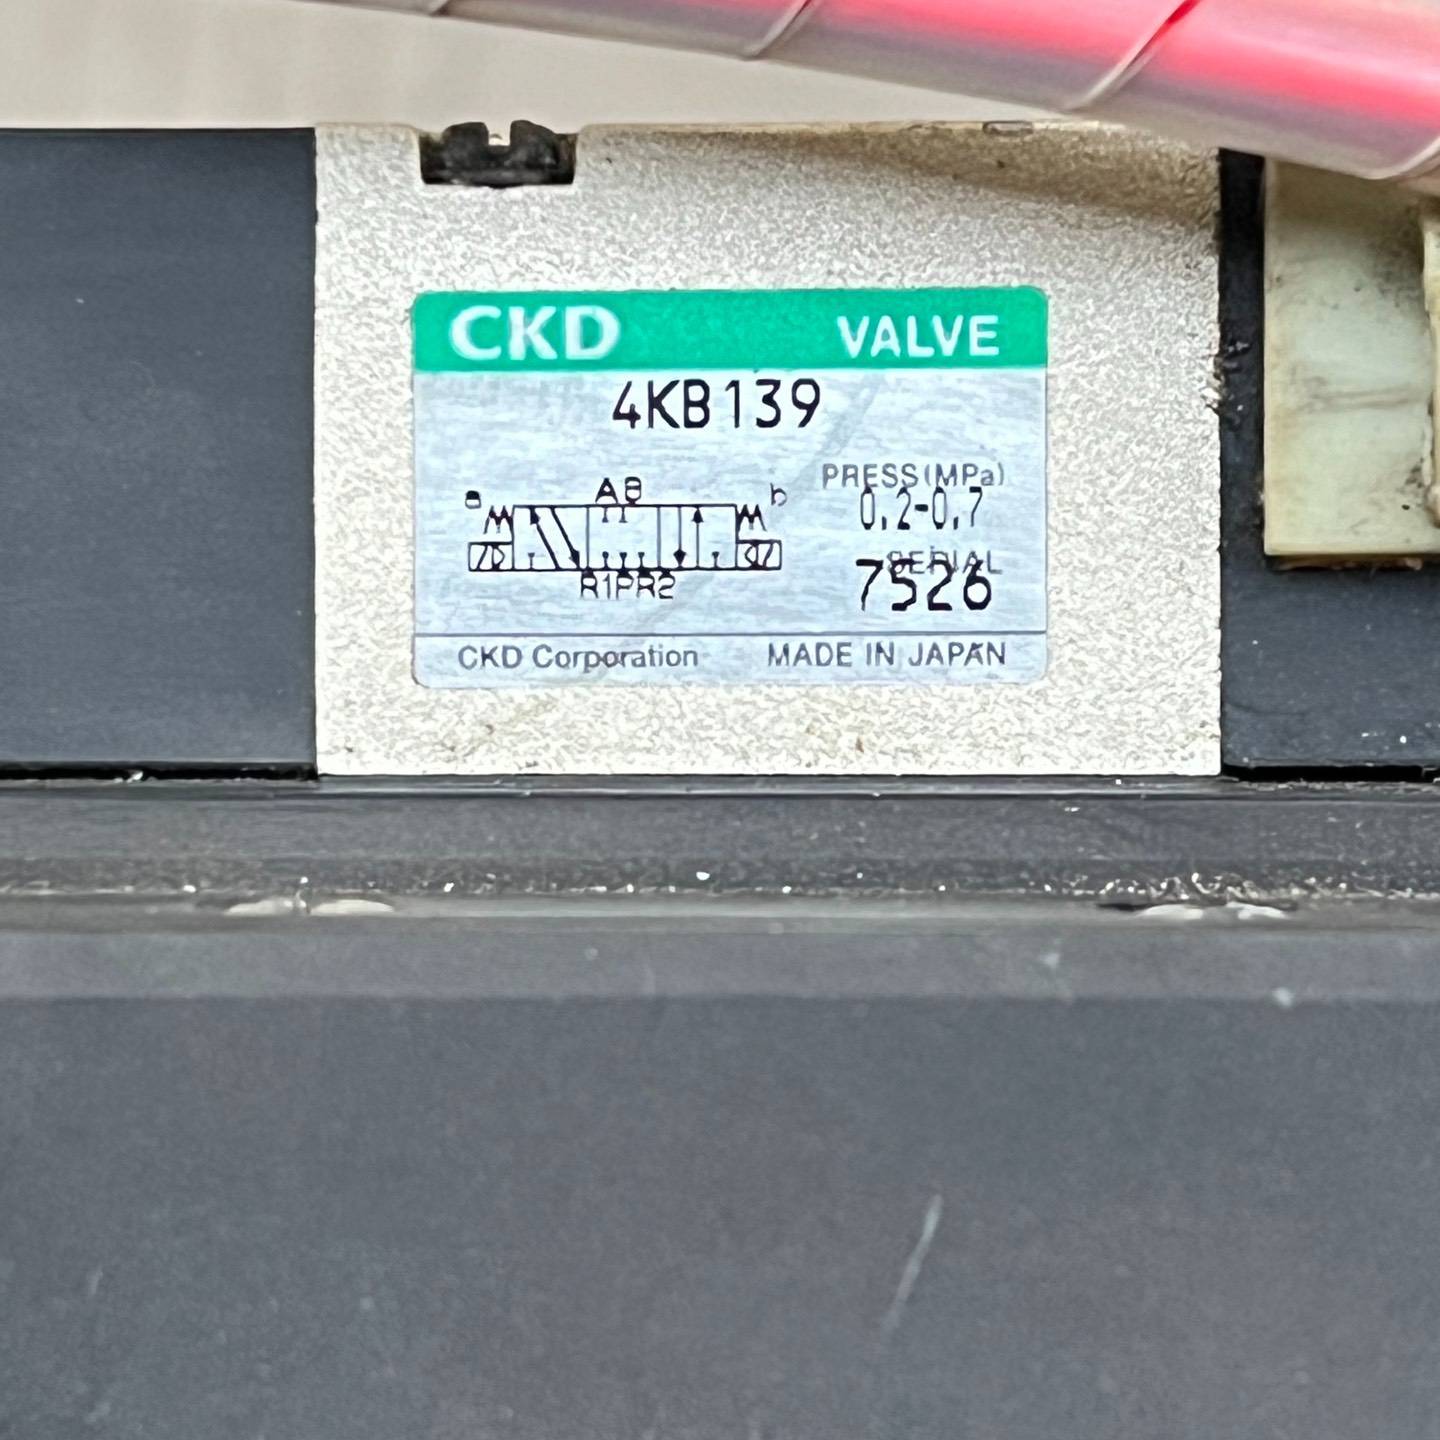 CKD VALVE
4KB139
PRESS(MPa)
0.2-0.7
a AB b
R1PR2
SERIAL
7526
CKD Corporation MADE IN JAPAN